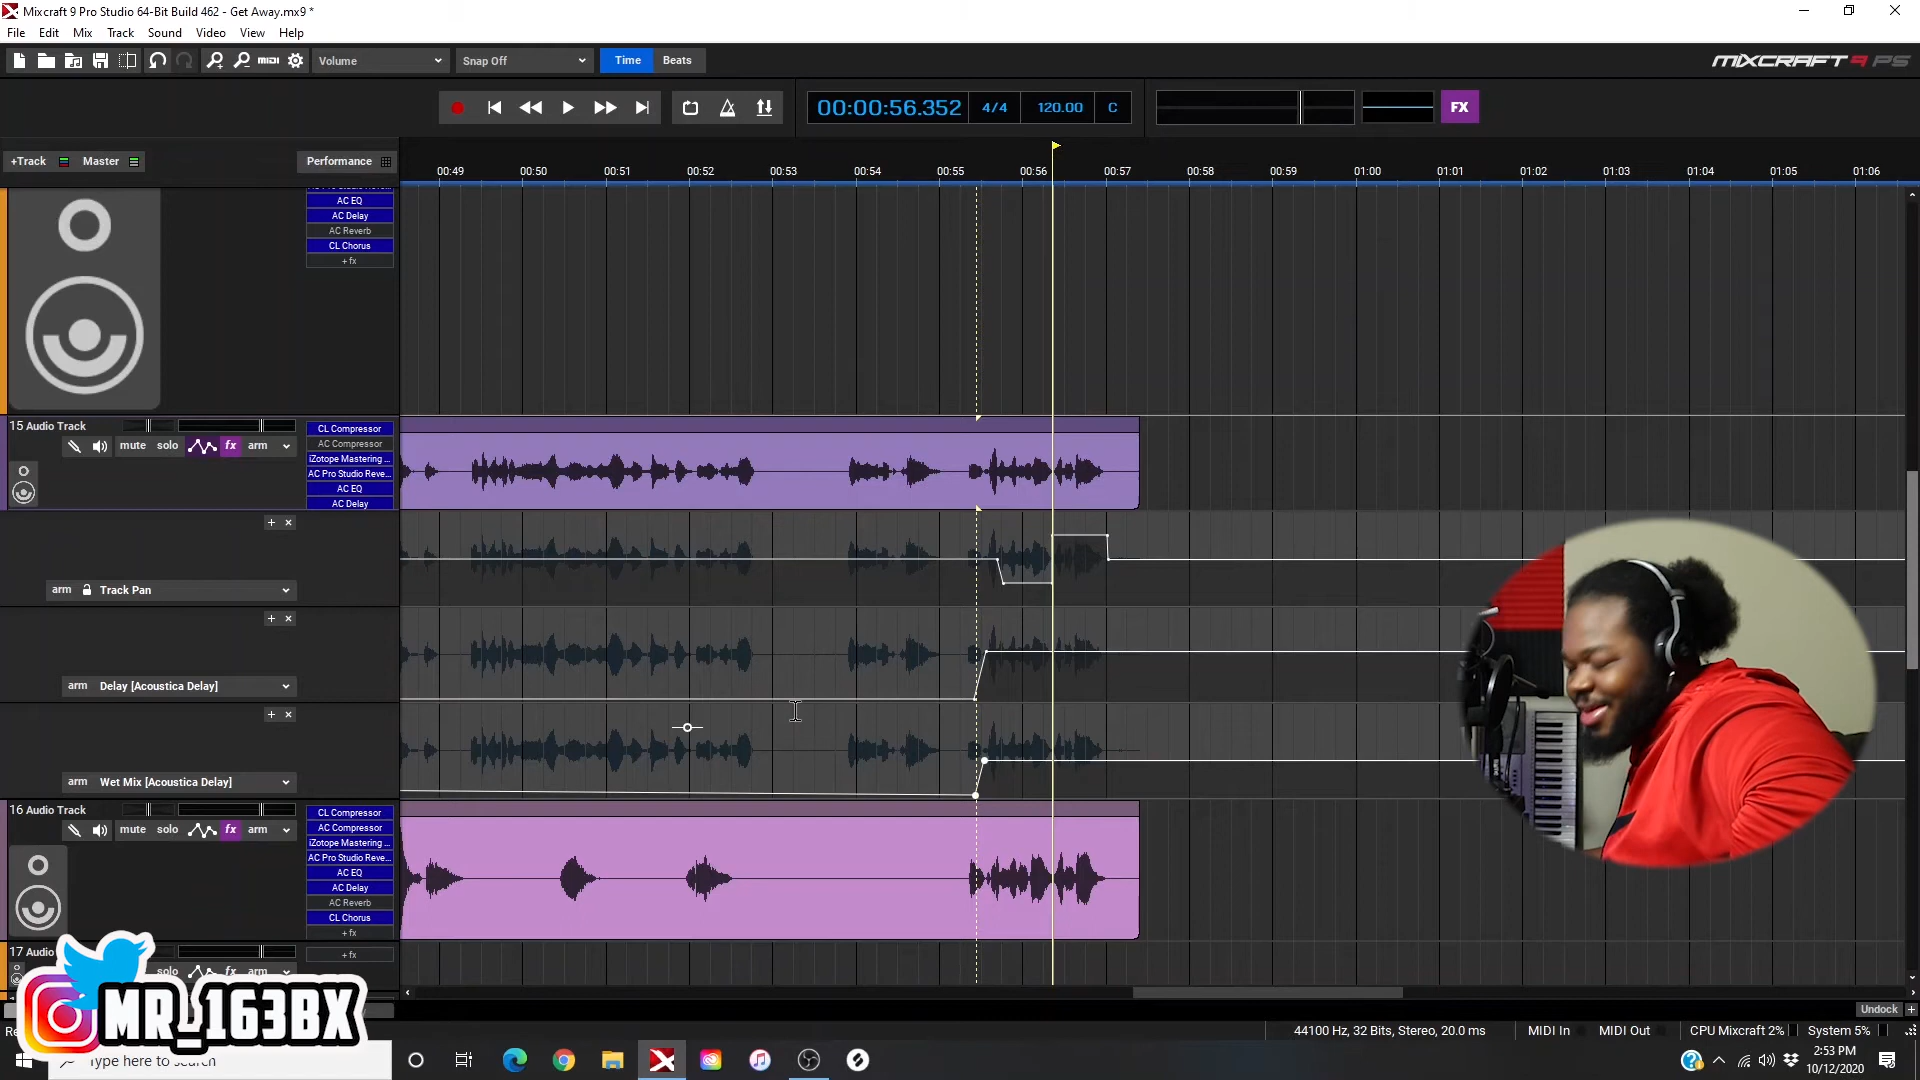 Mixcraft 9 Pro Studio 64-Bit Build 462 - Get Away.mx9 *
File Edit Mix Track Sound Video View Help
MIDI Volume Snap Off Time Beats MIXCRAFT 9 PS
00:00:56.352 4/4 120.00 C FX
+Track Master Performance
00:49 00:50 00:51 00:52 00:53 00:54 00:55 00:56 00:57 00:58 00:59 01:00 01:01 01:02 01:03 01:04 01:05 01:06
AC EQ
AC Delay
AC Reverb
CL Chorus
+ fx
15 Audio Track
mute solo fx arm
CL Compressor
AC Compressor
iZotope Mastering ...
AC Pro Studio Reve...
AC EQ
AC Delay
+ ×
arm Track Pan
+ ×
arm Delay [Acoustica Delay]
+ ×
arm Wet Mix [Acoustica Delay]
16 Audio Track
mute solo fx arm
CL Compressor
AC Compressor
iZotope Mastering ...
AC Pro Studio Reve...
AC EQ
AC Delay
AC Reverb
CL Chorus
+ fx
17 Audio
solo fx arm
+ fx
MR_163BX
Undock +
44100 Hz, 32 Bits, Stereo, 20.0 ms MIDI In MIDI Out CPU Mixcraft 2% System 5%
Type here to search
2:53 PM
10/12/2020